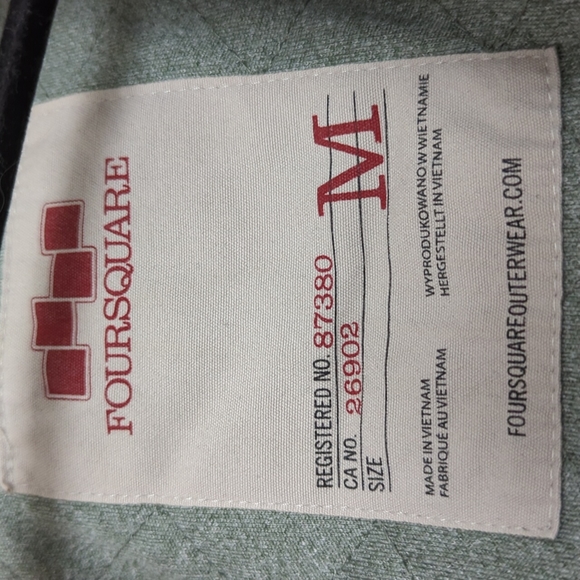 FOURSQUARE
REGISTERED NO. 87380
CA NO. 26902
SIZE M
MADE IN VIETNAM
FABRIQUÉ AU VIETNAM
WYPRODUKOWANO W WIETNAMIE
HERGESTELLT IN VIETNAM
FOURSQUAREOUTERWEAR.COM